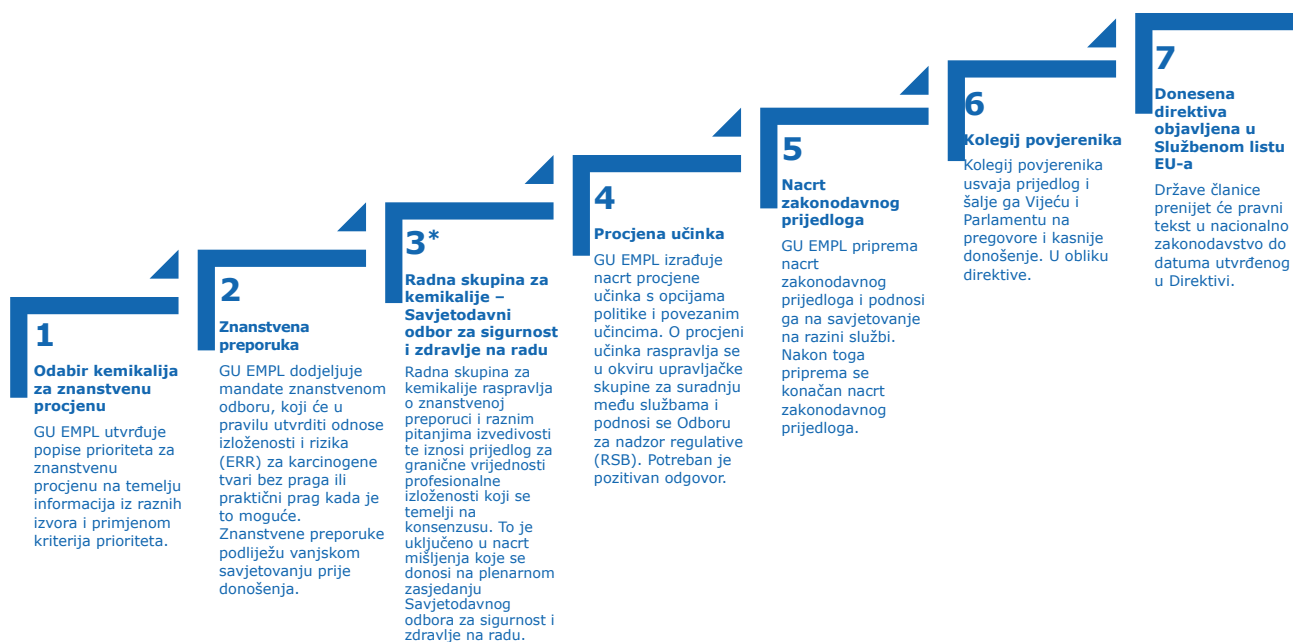 1
Odabir kemikalija
za znanstvenu
procjenu
GU EMPL utvrđuje
popise prioriteta za
znanstvenu
procjenu na temelju
informacija iz raznih
izvora i primjenom
kriterija prioriteta.
2
Znanstvena
preporuka
GU EMPL dodjeljuje
mandate znanstvenom
odboru, koji će u
pravilu utvrditi odnose
izloženosti i rizika
(ERR) za karcinogene
tvari bez praga ili
praktični prag kada je
to moguće.
Znanstvene preporuke
podliježu vanjskom
savjetovanju prije
donošenja.
3*
Radna skupina za
kemikalije –
Savjetodavni
odbor za sigurnost
i zdravlje na radu
Radna skupina za
kemikalije raspravlja
o znanstvenoj
preporuci i raznim
pitanjima izvedivosti
te iznosi prijedlog za
granične vrijednosti
profesionalne
izloženosti koji se
temelji na
konsenzusu. To je
uključeno u nacrt
mišljenja koje se
donosi na plenarnom
zasjedanju
Savjetodavnog
odbora za sigurnost i
zdravlje na radu.
4
Procjena učinka
GU EMPL izrađuje
nacrt procjene
učinka s opcijama
politike i povezanim
učincima. O procjeni
učinka raspravlja se
u okviru upravljačke
skupine za suradnju
među službama i
podnosi se Odboru
za nadzor regulative
(RSB). Potreban je
pozitivan odgovor.
5
Nacrt
zakonodavnog
prijedloga
GU EMPL priprema
nacrt
zakonodavnog
prijedloga i podnosi
ga na savjetovanje
na razini službi.
Nakon toga
priprema se
konačan nacrt
zakonodavnog
prijedloga.
6
Kolegij povjerenika
Kolegij povjerenika
usvaja prijedlog i
šalje ga Vijeću i
Parlamentu na
pregovore i kasnije
donošenje. U obliku
direktive.
7
Donesena
direktiva
objavljena u
Službenom listu
EU-a
Države članice
prenijet će pravni
tekst u nacionalno
zakonodavstvo do
datuma utvrđenog
u Direktivi.